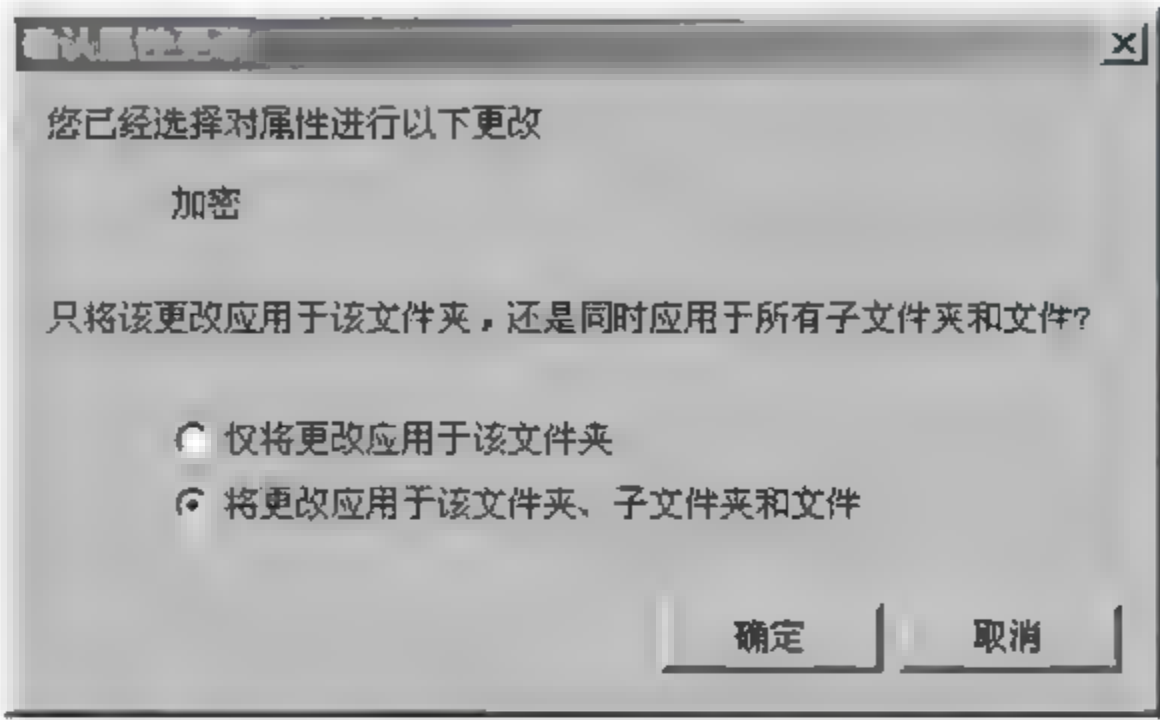 您已经选择对属性进行以下更改
加密
只将该更改应用于该文件夹，还是同时应用于所有子文件夹和文件?
仅将更改应用于该文件夹
将更改应用于该文件夹、子文件夹和文件
确定
取消